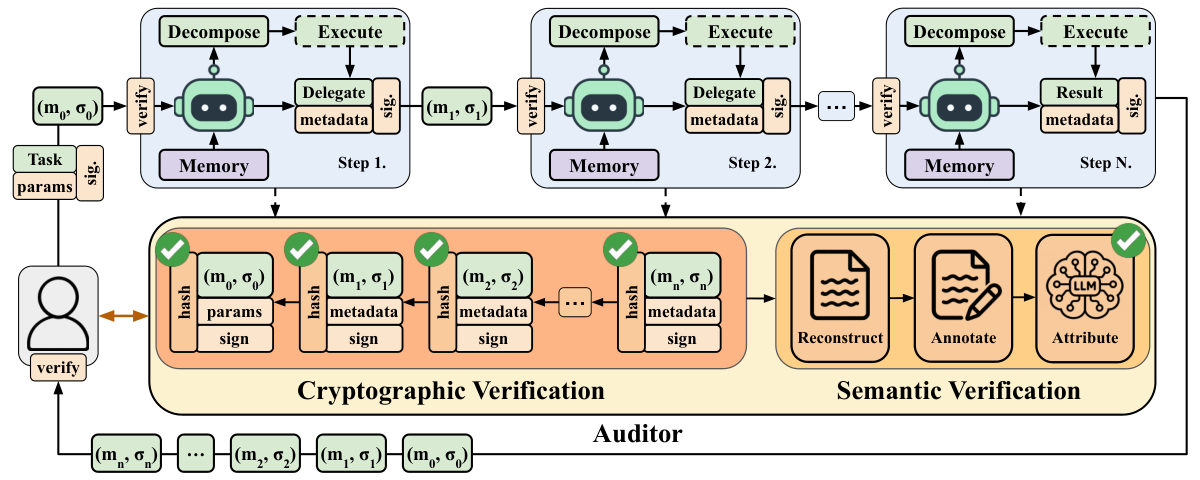 Decompose
Execute
(m₀, σ₀)
verify
Delegate
metadata
sig.
Memory
Step 1.
(m₁, σ₁)
Decompose
Execute
verify
Delegate
metadata
sig.
Memory
Step 2.
...
Decompose
Execute
verify
Result
metadata
sig.
Memory
Step N.
Task
params
sig.
verify
hash
(m₀, σ₀)
params
sign
hash
(m₁, σ₁)
metadata
sign
hash
(m₂, σ₂)
metadata
sign
...
hash
(mₙ, σₙ)
metadata
sign
Cryptographic Verification
Reconstruct
Annotate
LLM
Attribute
Semantic Verification
Auditor
(mₙ, σₙ)
...
(m₂, σ₂)
(m₁, σ₁)
(m₀, σ₀)